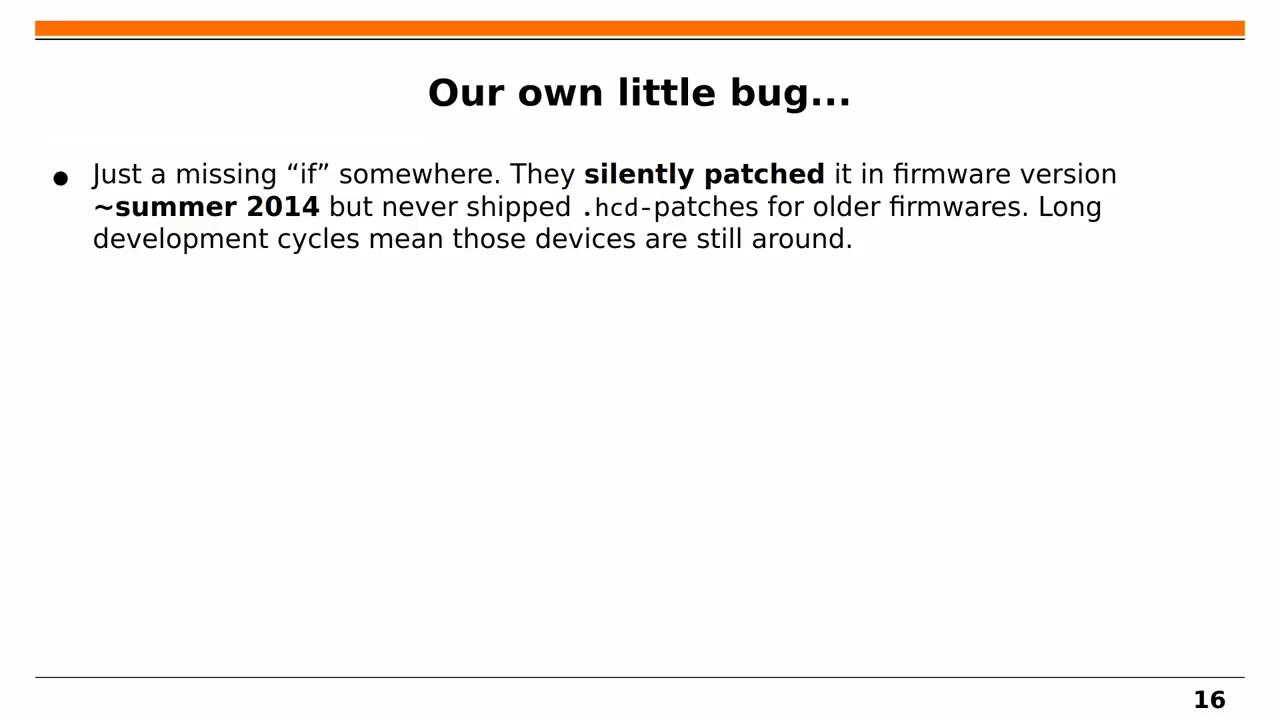 Our own little bug...
● Just a missing “if” somewhere. They silently patched it in firmware version
~summer 2014 but never shipped .hcd-patches for older firmwares. Long
development cycles mean those devices are still around.
16